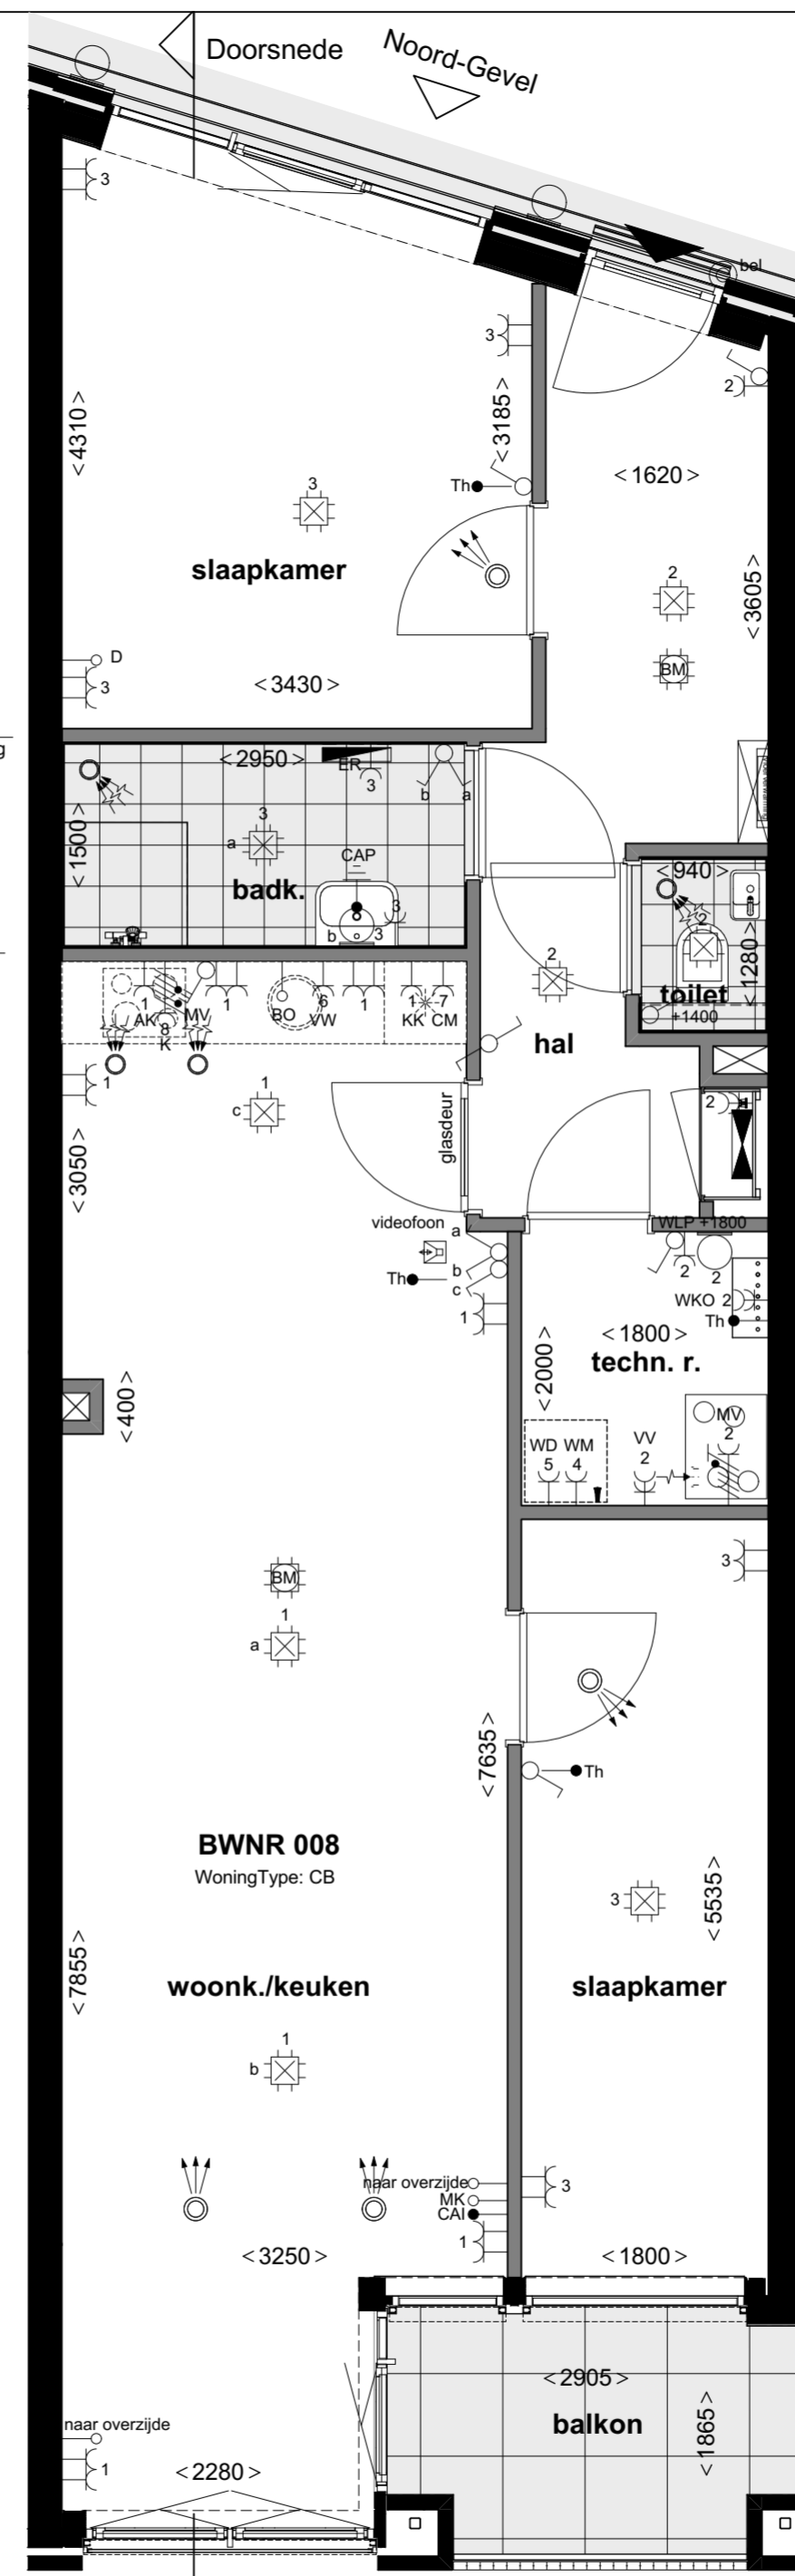 Doorsnede
Noord-Gevel
bel
3
3
2
<4310>
<3185>
<1620>
Th
3
2
slaapkamer
<3605>
BM
D
3
<3430>
g
<2950>
ER
3
b a
<1500>
3
a
CAP
<940>
badk.
3
b 3
2
2
<1280>
toilet
+1400
1 1 6 1 1 7
AK MV BO VW KK CM
8
K
hal
1
1
c
2
glasdeur
<3050>
videofoon
a
WLP +1800
b
Th
c
2 2
WKO 2
1
Th
<1800>
techn. r.
<2000>
<400>
MV
WD WM VV 2
5 4 2
3
BM
1
a
<7635>
Th
BWNR 008
WoningType: CB
3
<5535>
<7855>
woonk./keuken
slaapkamer
1
b
naar overzijde
3
MK
CAI
1
<3250>
<1800>
<2905>
balkon
<1865>
naar overzijde
1
<2280>